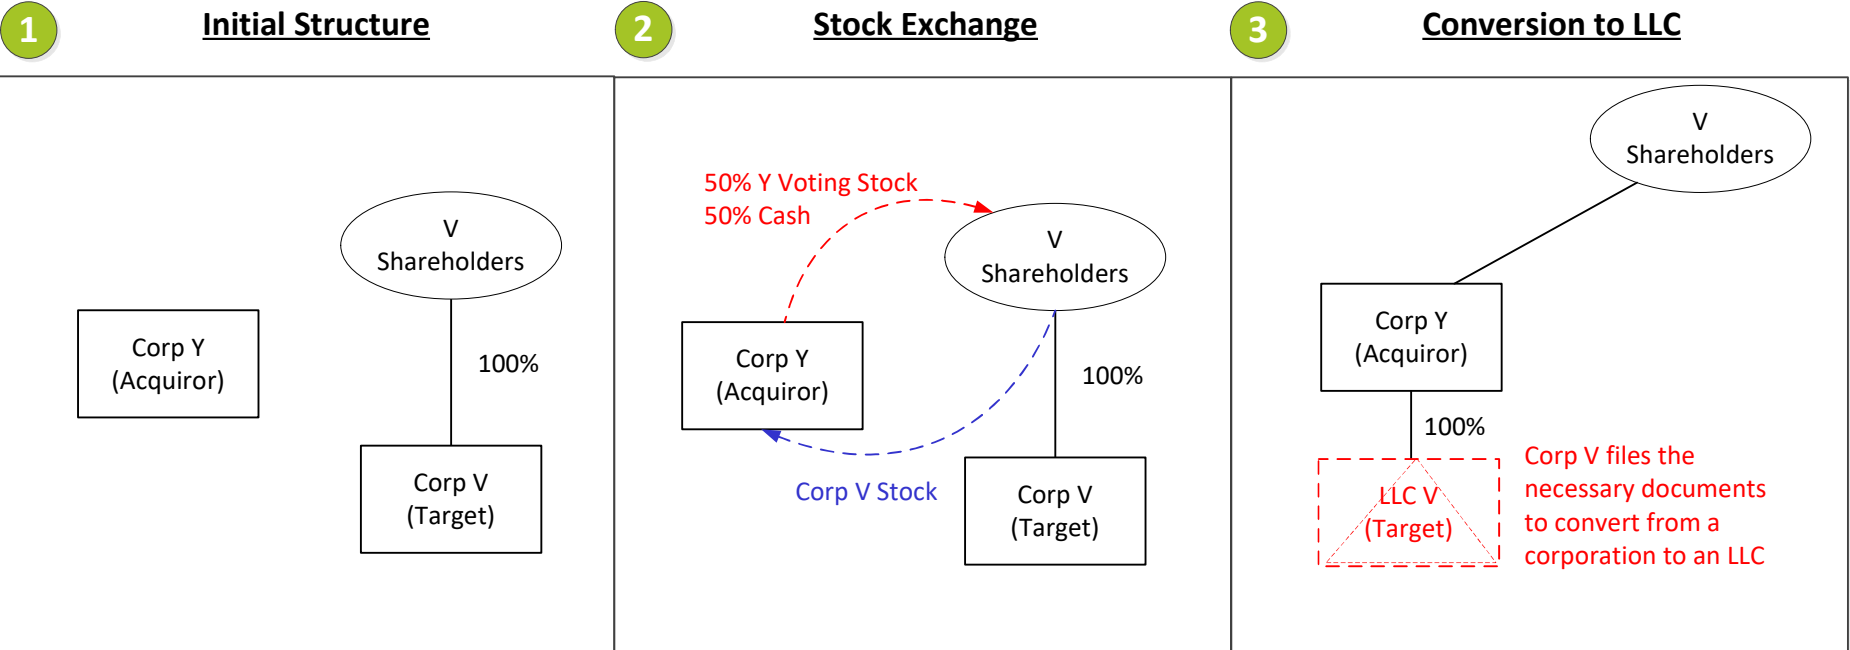 1
Initial Structure
V
Shareholders
Corp Y
(Acquiror)
100%
Corp V
(Target)
2
Stock Exchange
50% Y Voting Stock
50% Cash
V
Shareholders
Corp Y
(Acquiror)
100%
Corp V Stock
Corp V
(Target)
3
Conversion to LLC
V
Shareholders
Corp Y
(Acquiror)
100%
LLC V
(Target)
Corp V files the
necessary documents
to convert from a
corporation to an LLC